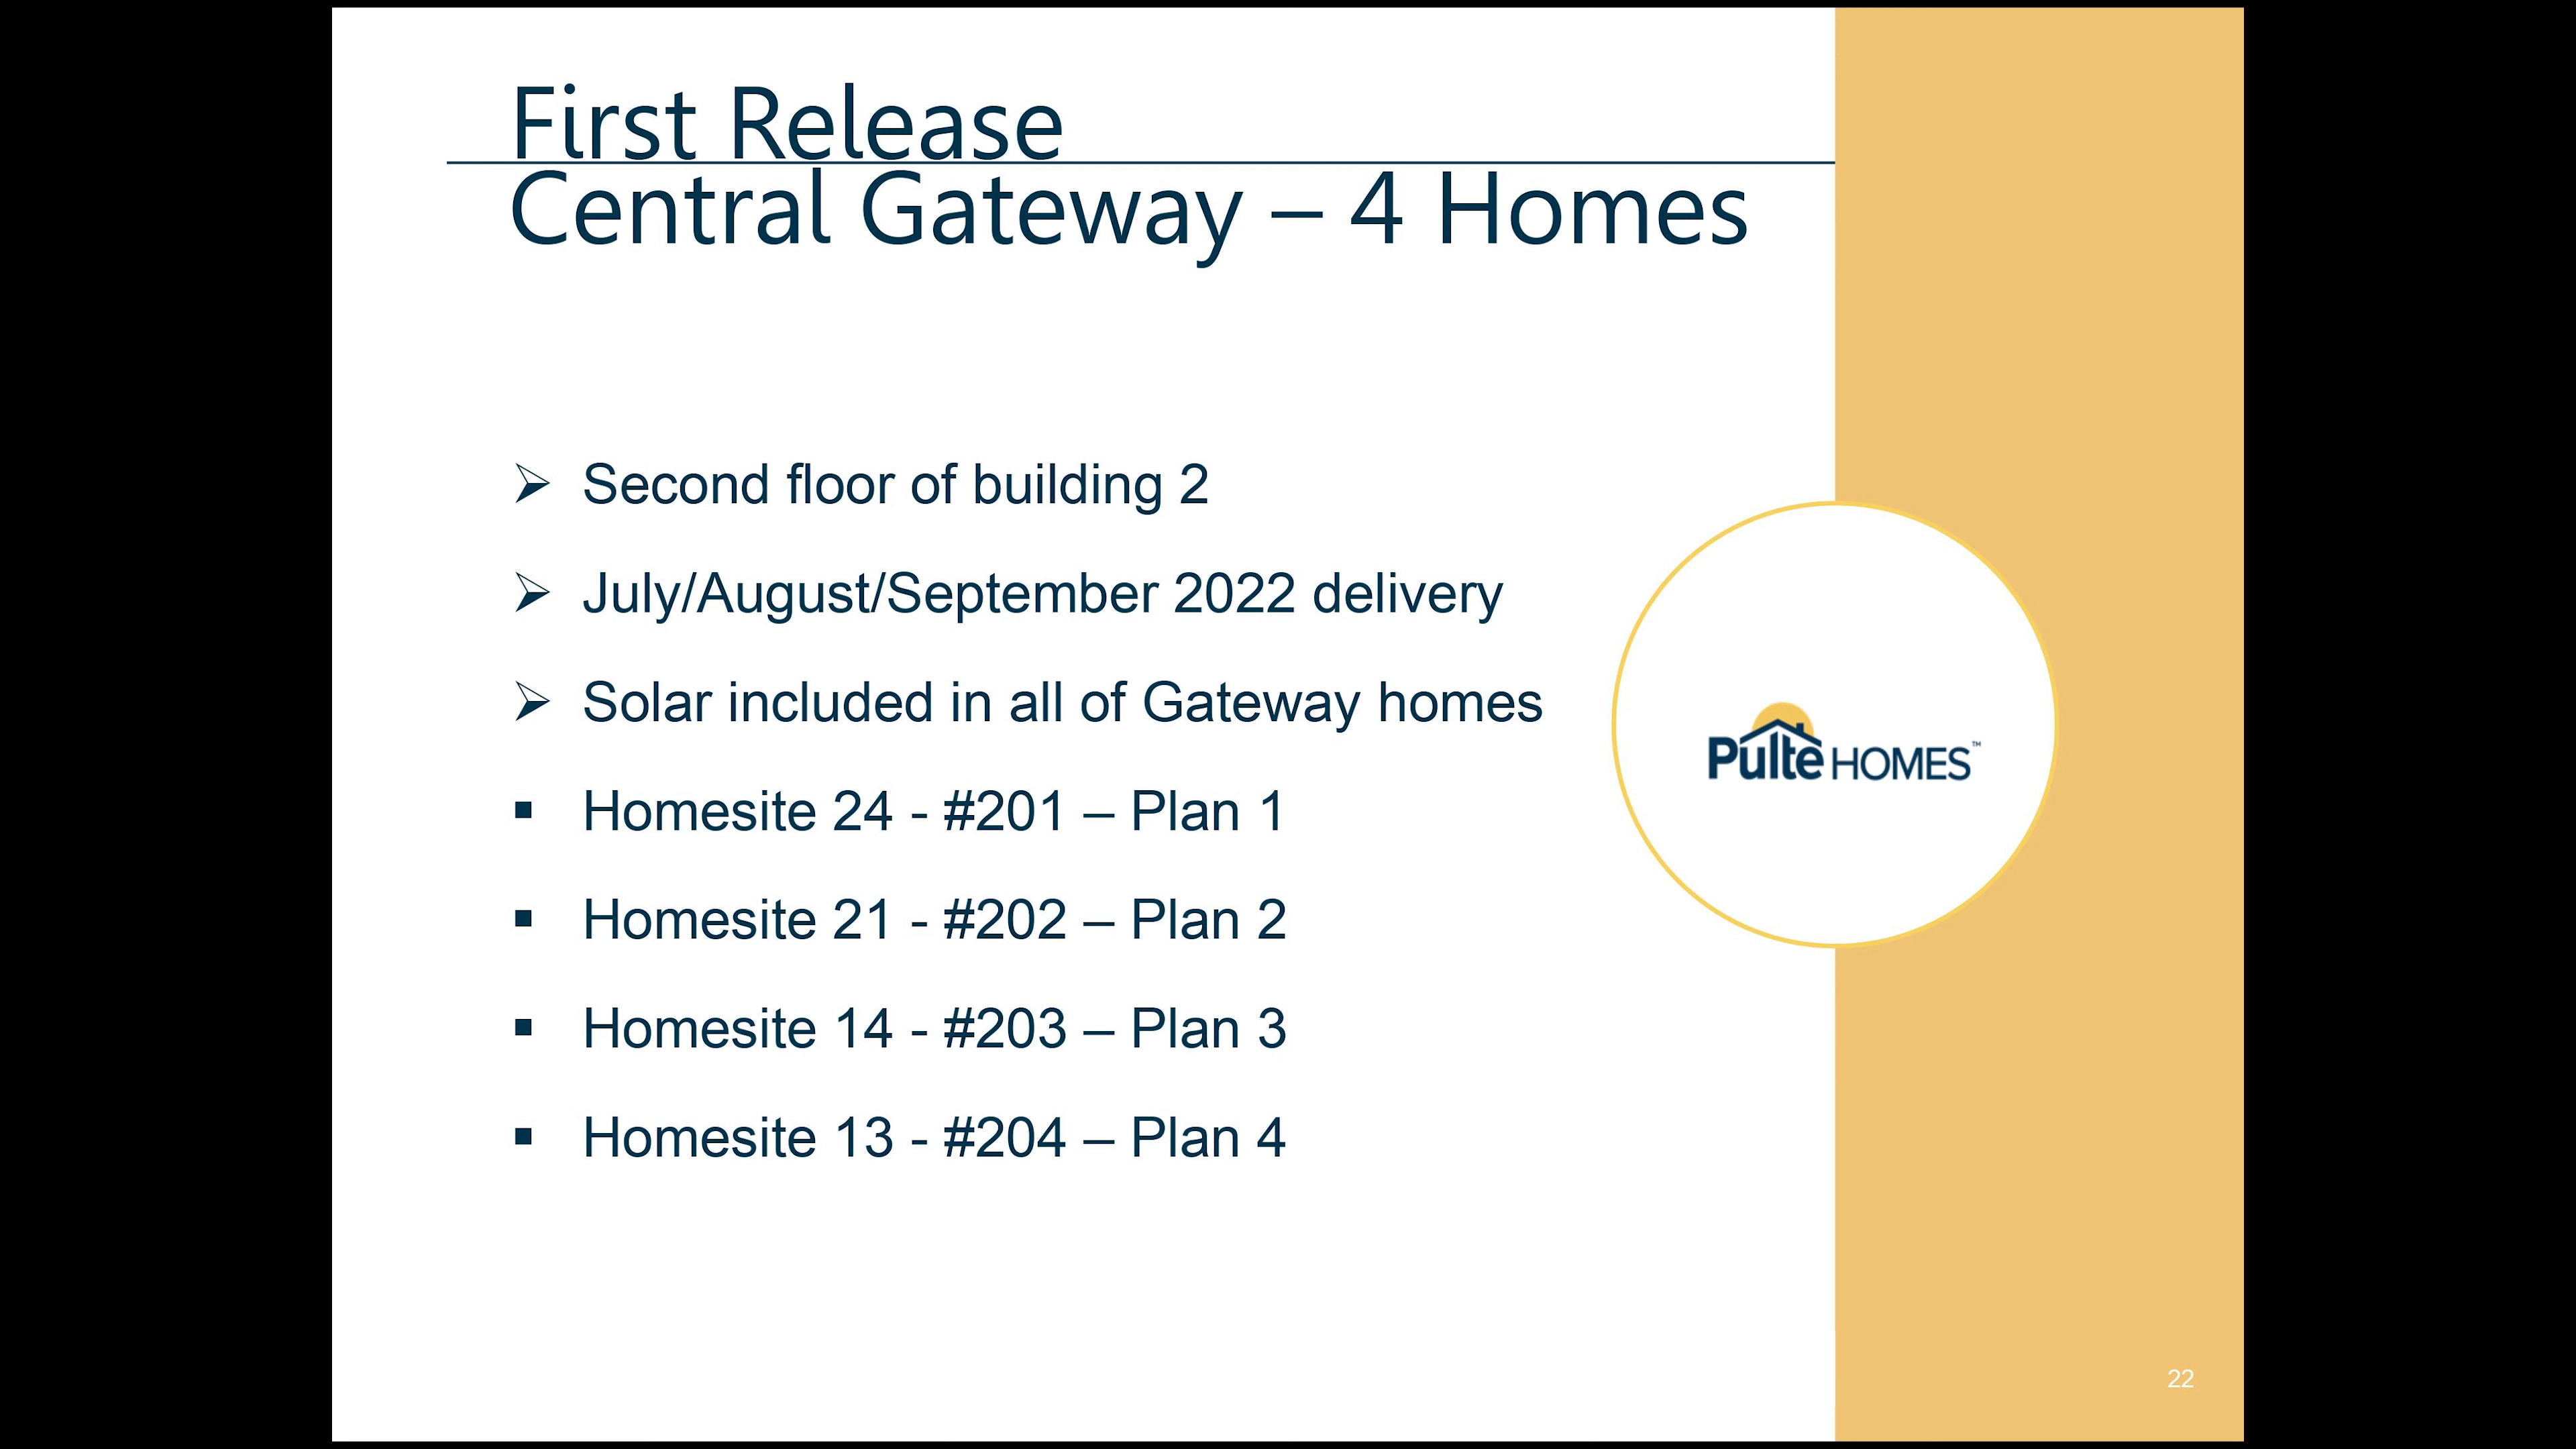 First Release
Central Gateway – 4 Homes
Second floor of building 2
July/August/September 2022 delivery
Solar included in all of Gateway homes
Homesite 24 - #201 – Plan 1
Homesite 21 - #202 – Plan 2
Homesite 14 - #203 – Plan 3
Homesite 13 - #204 – Plan 4
Pulte HOMES™
22